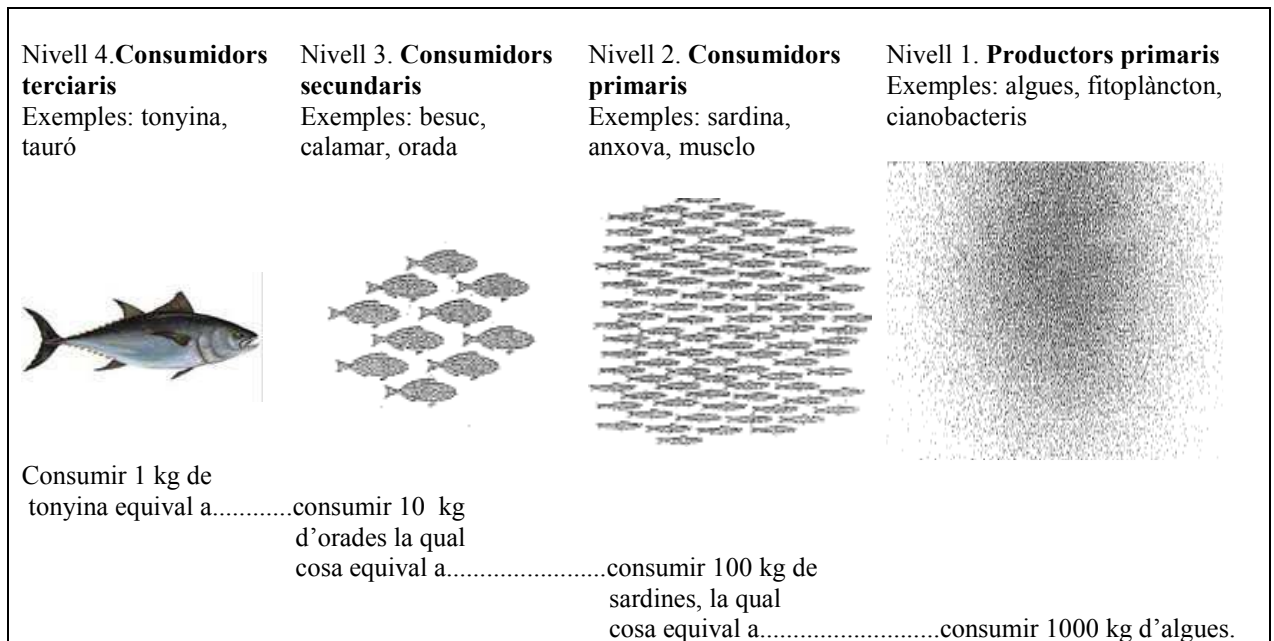 Nivell 4.Consumidors
terciaris
Exemples: tonyina,
tauró
Nivell 3. Consumidors
secundaris
Exemples: besuc,
calamar, orada
Nivell 2. Consumidors
primaris
Exemples: sardina,
anxova, musclo
Nivell 1. Productors primaris
Exemples: algues, fitoplàncton,
cianobacteris
Consumir 1 kg de
tonyina equival a............consumir 10 kg
d’orades la qual
cosa equival a.......................consumir 100 kg de
sardines, la qual
cosa equival a..........................consumir 1000 kg d’algues.